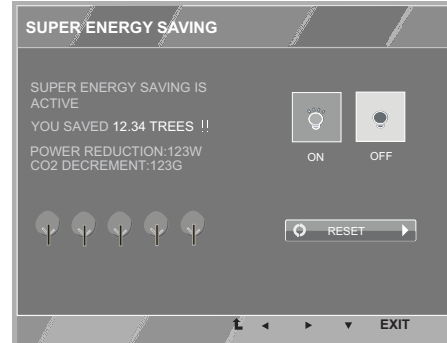 SUPER ENERGY SAVING
SUPER ENERGY SAVING IS
ACTIVE
YOU SAVED 12.34 TREES !!
POWER REDUCTION:123W
CO2 DECREMENT:123G
ON OFF
RESET
EXIT